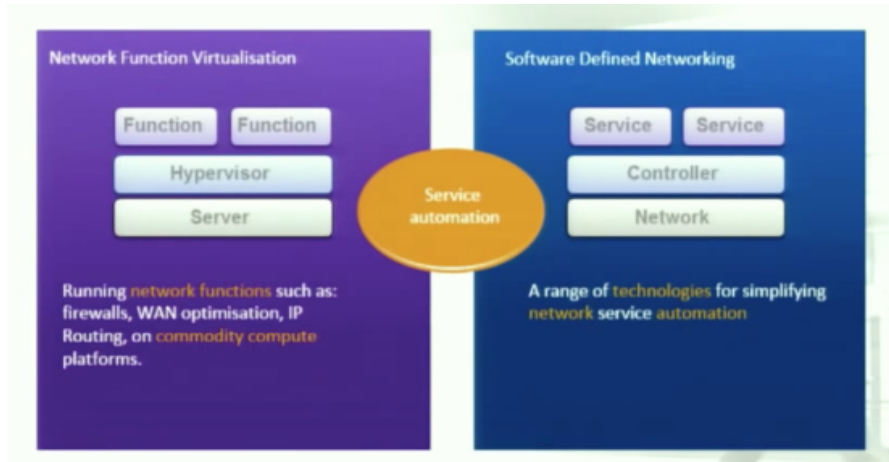 Network Function Virtualisation
Function Function
Hypervisor
Server
Running network functions such as:
firewalls, WAN optimisation, IP
Routing, on commodity compute
platforms.
Service
automation
Software Defined Networking
Service Service
Controller
Network
A range of technologies for simplifying
network service automation